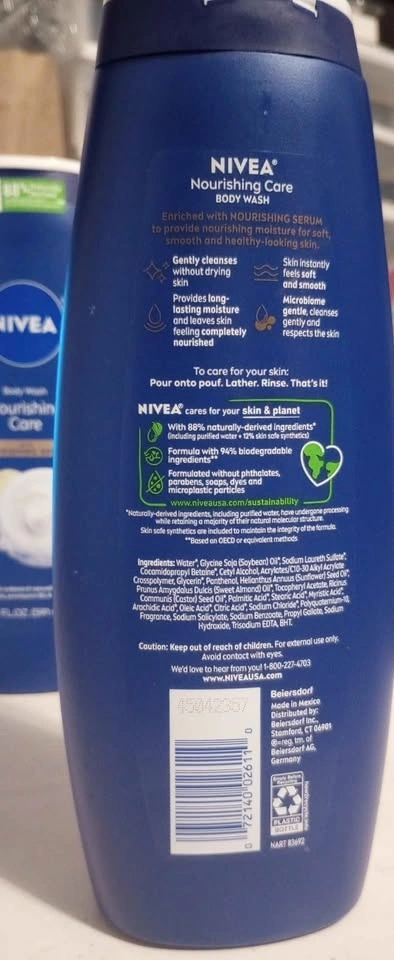 NIVEA®
Nourishing Care
BODY WASH
Enriched with NOURISHING SERUM
to provide nourishing moisture for soft,
smooth and healthy-looking skin.
Gently cleanses
without drying
skin
Skin instantly
feels soft
and smooth
Provides long-
lasting moisture
and leaves skin
feeling completely
nourished
Microbiome
gentle, cleanses
gently and
respects the skin
To care for your skin:
Pour onto pouf. Lather. Rinse. That's it!
NIVEA® cares for your skin & planet
With 88% naturally-derived ingredients*
(including purified water + 12% skin safe synthetics)
Formula with 94% biodegradable
ingredients**
Formulated without phthalates,
parabens, soaps, dyes and
microplastic particles
www.niveausa.com/sustainability
*Naturally-derived ingredients, including purified water, have undergone processing
while retaining a majority of their natural molecular structure.
Skin safe synthetics are included to maintain the integrity of the formula.
**Based on OECD or equivalent methods
Ingredients: Water*, Glycine Soja (Soybean) Oil*, Sodium Laureth Sulfate*,
Cocamidopropyl Betaine*, Cetyl Alcohol, Acrylates/C10-30 Alkyl Acrylate
Crosspolymer, Glycerin*, Panthenol, Helianthus Annuus (Sunflower) Seed Oil*,
Prunus Amygdalus Dulcis (Sweet Almond) Oil*, Tocopheryl Acetate, Ricinus
Communis (Castor) Seed Oil*, Palmitic Acid*, Stearic Acid*, Myristic Acid*,
Arachidic Acid*, Oleic Acid*, Citric Acid*, Sodium Chloride*, Polyquaternium-10,
Fragrance, Sodium Salicylate, Sodium Benzoate, Propyl Gallate, Sodium
Hydroxide, Trisodium EDTA, BHT.
Caution: Keep out of reach of children. For external use only.
Avoid contact with eyes.
We'd love to hear from you! 1-800-227-4703
www.NIVEAUSA.com
45042367
0 72140 02611 0
Beiersdorf
Made in Mexico
Distributed by:
Beiersdorf Inc.,
Stamford, CT 06901
®=reg. tm. of
Beiersdorf AG,
Germany
Empty Before
Recycling
PLASTIC
BOTTLE
NART 83692
NIVEA
Body Wash
ourishin
Care